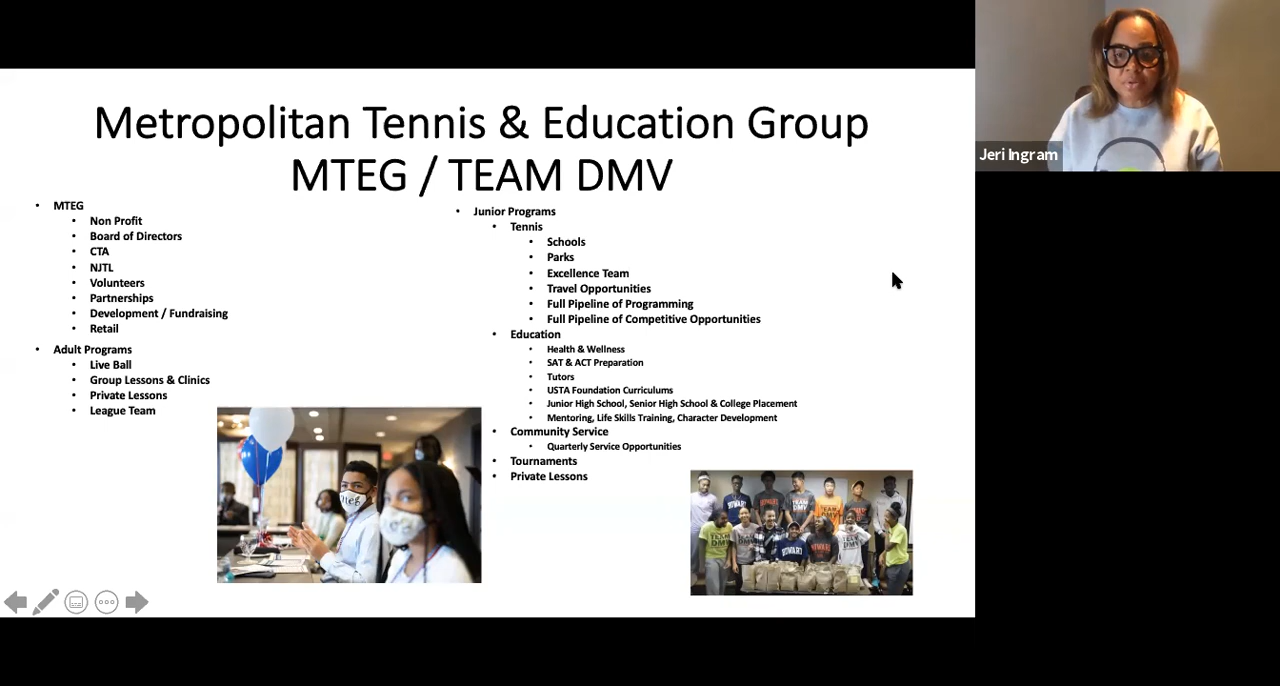 Metropolitan Tennis & Education Group
MTEG / TEAM DMV
MTEG
Non Profit
Board of Directors
CTA
NJTL
Volunteers
Partnerships
Development / Fundraising
Retail
Adult Programs
Live Ball
Group Lessons & Clinics
Private Lessons
League Team
Junior Programs
Tennis
Schools
Parks
Excellence Team
Travel Opportunities
Full Pipeline of Programming
Full Pipeline of Competitive Opportunities
Education
Health & Wellness
SAT & ACT Preparation
Tutors
USTA Foundation Curriculums
Junior High School, Senior High School & College Placement
Mentoring, Life Skills Training, Character Development
Community Service
Quarterly Service Opportunities
Tournaments
Private Lessons
Jeri Ingram